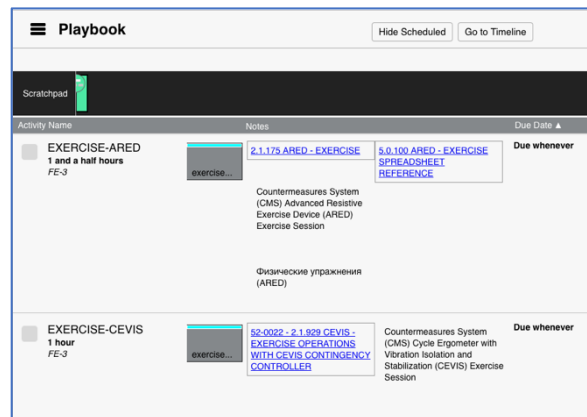 Playbook
Hide Scheduled
Go to Timeline
Scratchpad
Activity Name
Notes
Due Date ▲
EXERCISE-ARED
1 and a half hours
FE-3
exercise...
2.1.175 ARED - EXERCISE
5.0.100 ARED - EXERCISE
SPREADSHEET
REFERENCE
Due whenever
Countermeasures System
(CMS) Advanced Resistive
Exercise Device (ARED)
Exercise Session
Физические упражнения
(ARED)
EXERCISE-CEVIS
1 hour
FE-3
exercise...
52-0022 - 2.1.929 CEVIS -
EXERCISE OPERATIONS
WITH CEVIS CONTINGENCY
CONTROLLER
Countermeasures System
(CMS) Cycle Ergometer with
Vibration Isolation and
Stabilization (CEVIS) Exercise
Session
Due whenever